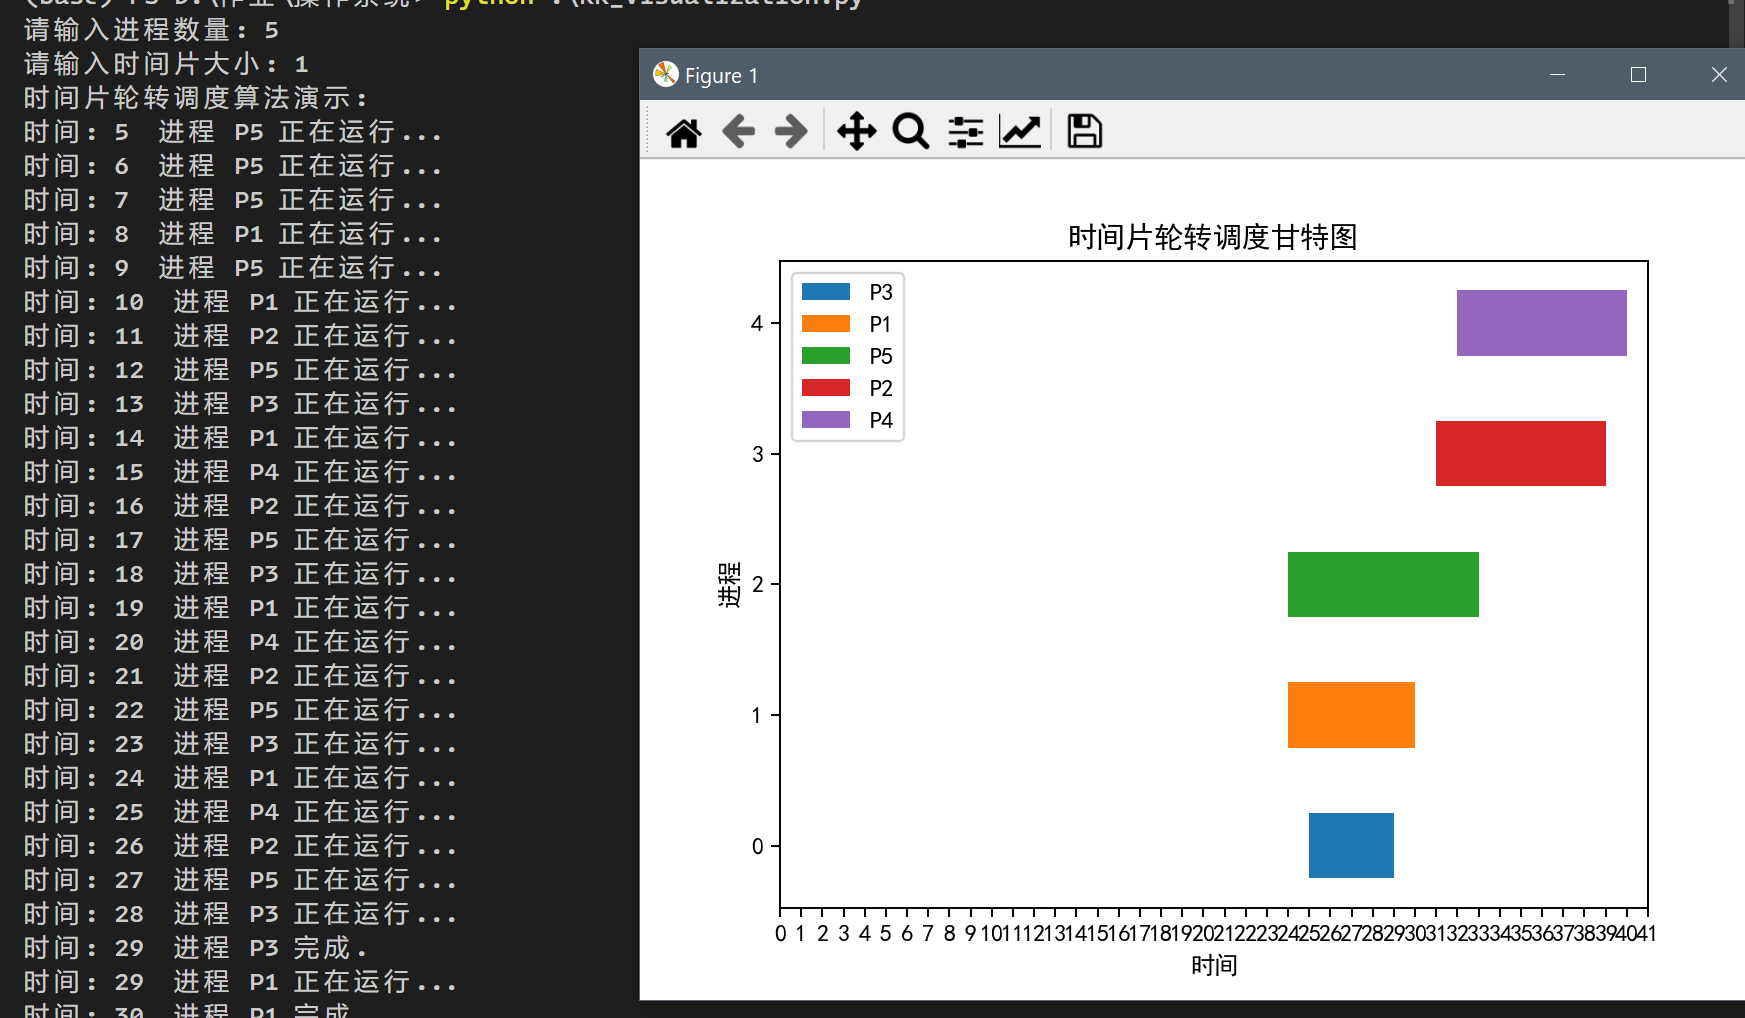 (base) PS D:\作业\操作系统> python .\RR_visualization.py
请输入进程数量: 5
请输入时间片大小: 1
时间片轮转调度算法演示:
时间: 5 进程 P5 正在运行...
时间: 6 进程 P5 正在运行...
时间: 7 进程 P5 正在运行...
时间: 8 进程 P1 正在运行...
时间: 9 进程 P5 正在运行...
时间: 10 进程 P1 正在运行...
时间: 11 进程 P2 正在运行...
时间: 12 进程 P5 正在运行...
时间: 13 进程 P3 正在运行...
时间: 14 进程 P1 正在运行...
时间: 15 进程 P4 正在运行...
时间: 16 进程 P2 正在运行...
时间: 17 进程 P5 正在运行...
时间: 18 进程 P3 正在运行...
时间: 19 进程 P1 正在运行...
时间: 20 进程 P4 正在运行...
时间: 21 进程 P2 正在运行...
时间: 22 进程 P5 正在运行...
时间: 23 进程 P3 正在运行...
时间: 24 进程 P1 正在运行...
时间: 25 进程 P4 正在运行...
时间: 26 进程 P2 正在运行...
时间: 27 进程 P5 正在运行...
时间: 28 进程 P3 正在运行...
时间: 29 进程 P3 完成.
时间: 29 进程 P1 正在运行...
时间: 30 进程 P1 完成
Figure 1
时间片轮转调度甘特图
P3
P1
P5
P2
P4
4
3
2
1
0
进程
0 1 2 3 4 5 6 7 8 9 10 11 12 13 14 15 16 17 18 19 20 21 22 23 24 25 26 27 28 29 30 31 32 33 34 35 36 37 38 39 40 41
时间